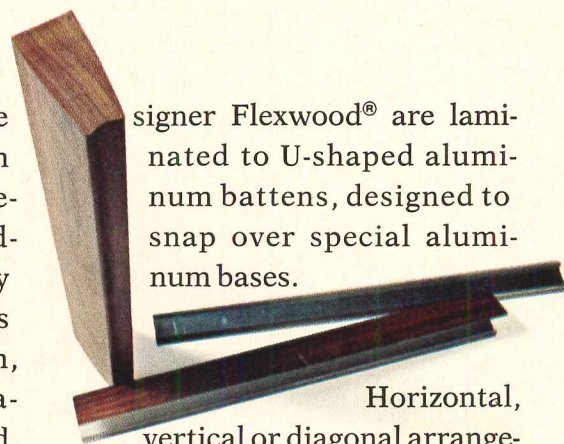 signer Flexwood® are lami-
nated to U-shaped alumi-
num battens, designed to
snap over special alumi-
num bases.
Horizontal,
vertical or diagonal arrange-